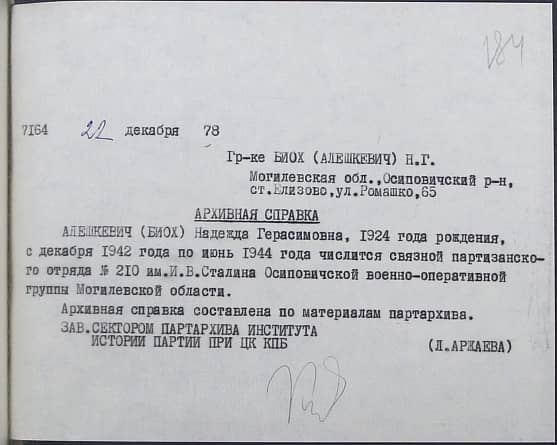 184
7164 22 декабря 78
Гр-ке БИОХ (АЛЕШКЕВИЧ) Н.Г.
Могилевская обл.,Осиповичский р-н,
ст.Елизово,ул.Ромашко,65
АРХИВНАЯ СПРАВКА
АЛЕШКЕВИЧ (БИОХ) Надежда Герасимовна, 1924 года рождения,
с декабря 1942 года по июнь 1944 года числится связной партизанско-
го отряда № 210 им.И.В.Сталина Осиповичской военно-оперативной
группы Могилевской области.
Архивная справка составлена по материалам партархива.
ЗАВ.СЕКТОРОМ ПАРТАРХИВА ИНСТИТУТА
ИСТОРИИ ПАРТИИ ПРИ ЦК КПБ (Л.АРЖАЕВА)